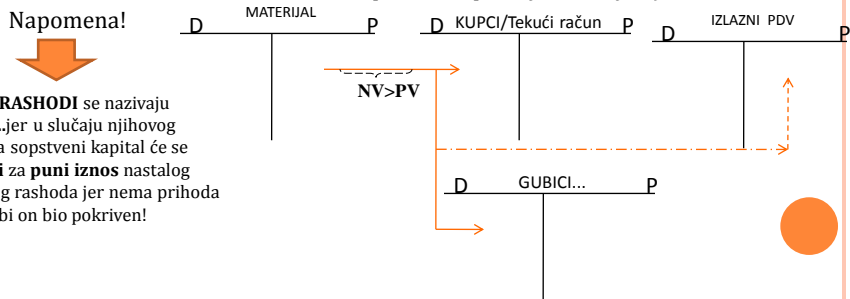 Napomena!
RASHODI se nazivaju
...jer u slučaju njihovog
a sopstveni kapital će se
i za puni iznos nastalog
g rashoda jer nema prihoda
bi on bio pokriven!
D MATERIJAL P
D KUPCI/Tekući račun P
D IZLAZNI PDV P
NV>PV
D GUBICI... P